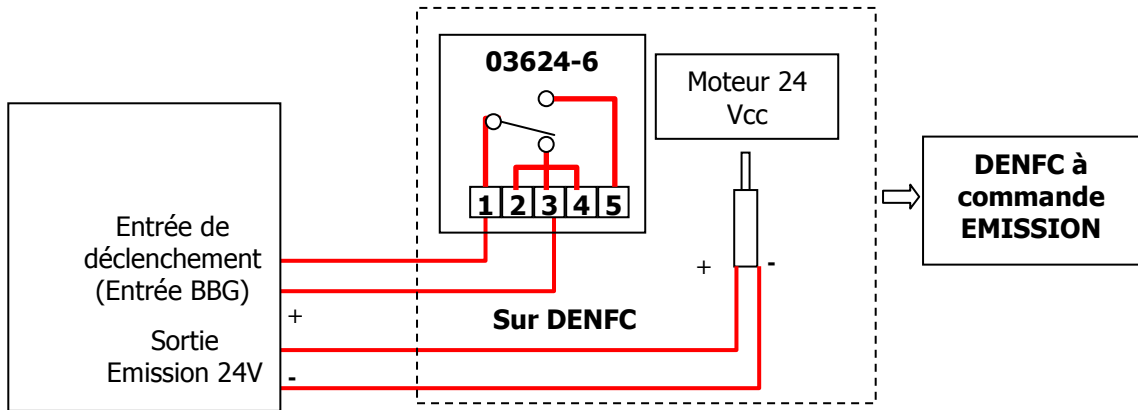 03624-6
1 2 3 4 5
Moteur 24
Vcc
DENFC à
commande
EMISSION
Entrée de
déclenchement
(Entrée BBG)
Sortie
Emission 24V
+
-
+
-
Sur DENFC